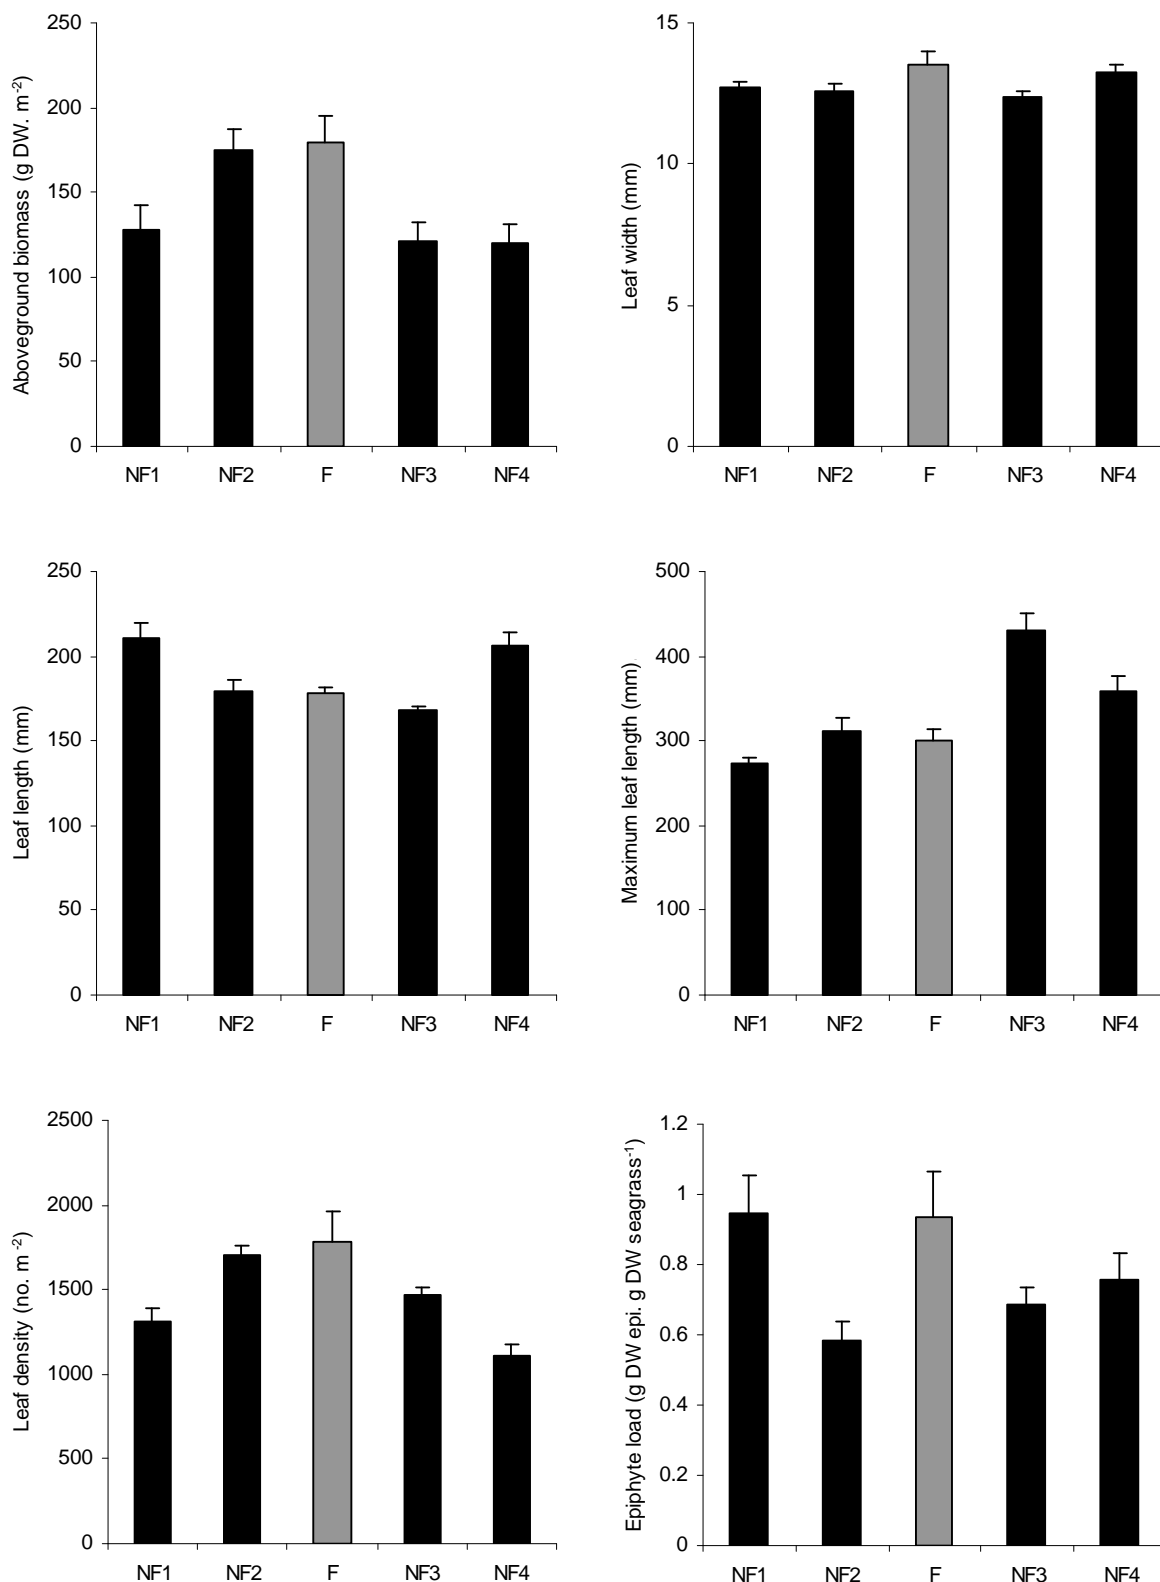 Aboveground biomass (g DW. m-2)
250
200
150
100
50
0
NF1 NF2 F NF3 NF4
Leaf width (mm)
15
10
5
0
NF1 NF2 F NF3 NF4
Leaf length (mm)
250
200
150
100
50
0
NF1 NF2 F NF3 NF4
Maximum leaf length (mm)
500
400
300
200
100
0
NF1 NF2 F NF3 NF4
Leaf density (no. m-2)
2500
2000
1500
1000
500
0
NF1 NF2 F NF3 NF4
Epiphyte load (g DW epi. g DW seagrass-1)
1.2
1
0.8
0.6
0.4
0.2
0
NF1 NF2 F NF3 NF4